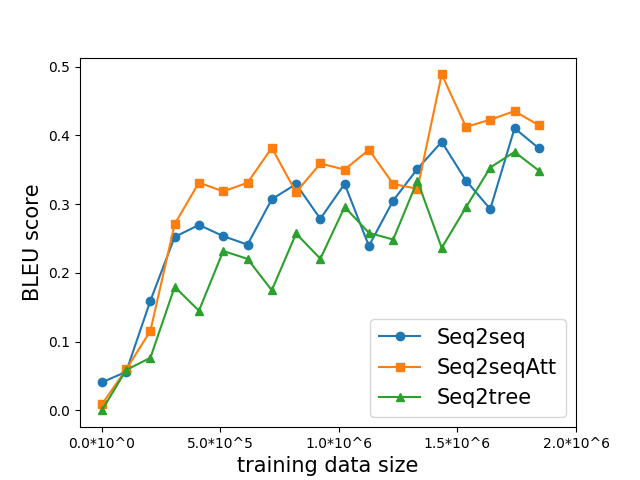 0.5
0.4
0.3
0.2
0.1
0.0
BLEU score
Seq2seq
Seq2seqAtt
Seq2tree
0.0*10^0
5.0*10^5
1.0*10^6
1.5*10^6
2.0*10^6
training data size